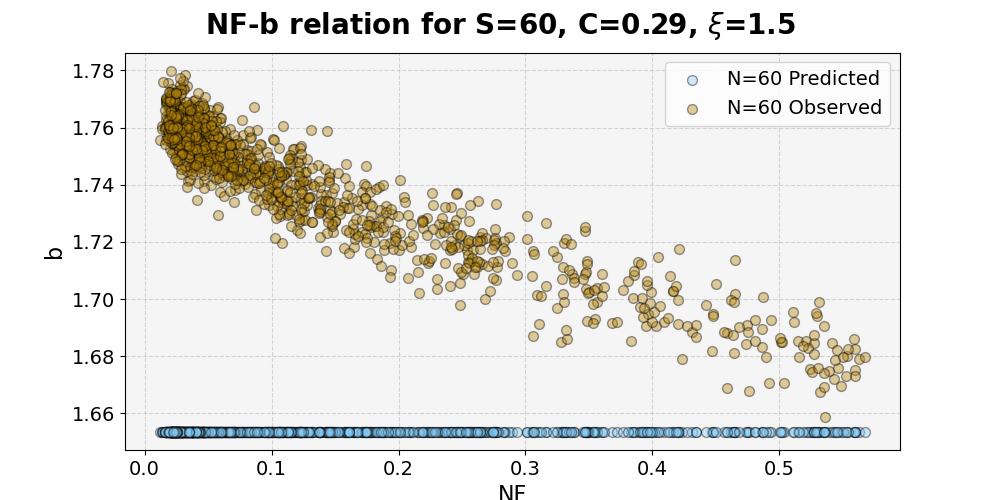 NF-b relation for S=60, C=0.29, ξ=1.5
N=60 Predicted
N=60 Observed
1.78
1.76
1.74
1.72
1.70
1.68
1.66
b
0.0 0.1 0.2 0.3 0.4 0.5
NF